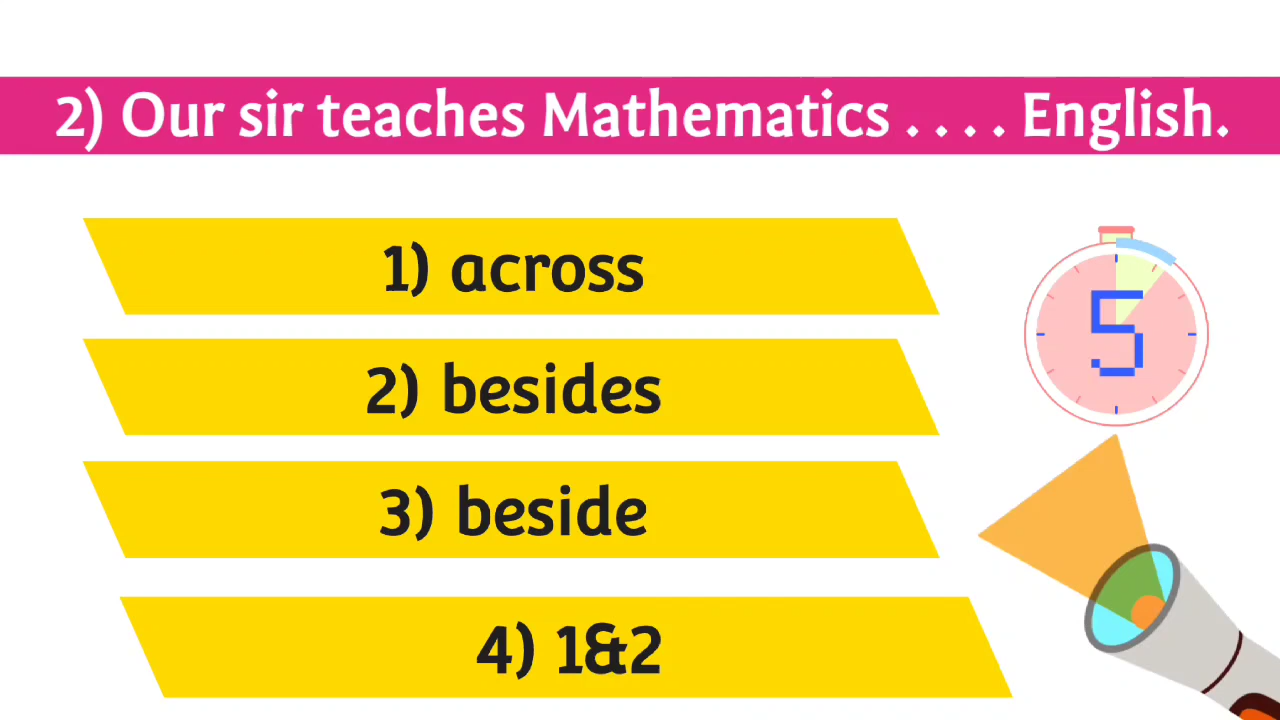 2) Our sir teaches Mathematics . . . . English.
1) across
2) besides
5
3) beside
4) 1&2